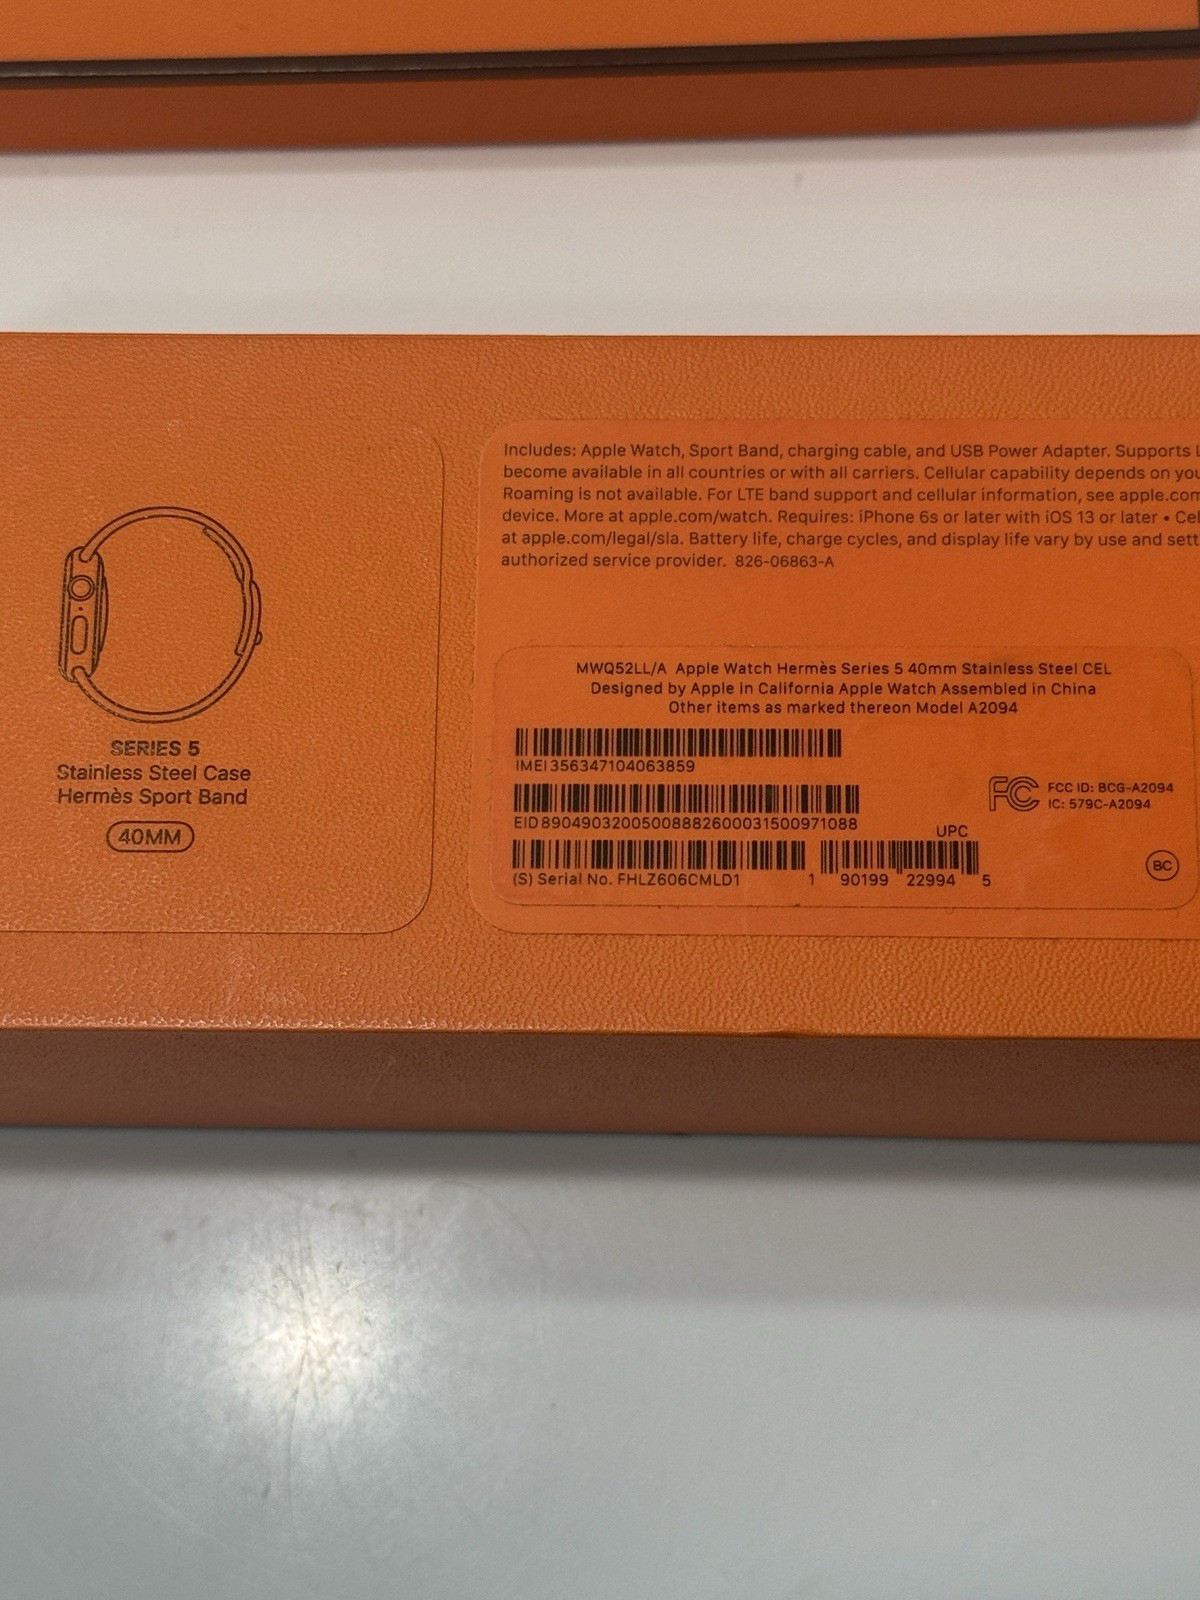 SERIES 5
Stainless Steel Case
Hermès Sport Band
40MM
Includes: Apple Watch, Sport Band, charging cable, and USB Power Adapter. Supports
become available in all countries or with all carriers. Cellular capability depends on you
Roaming is not available. For LTE band support and cellular information, see apple.com
device. More at apple.com/watch. Requires: iPhone 6s or later with iOS 13 or later • Cel
at apple.com/legal/sla. Battery life, charge cycles, and display life vary by use and sett
authorized service provider. 826-06863-A
MWQ52LL/A Apple Watch Hermès Series 5 40mm Stainless Steel CEL
Designed by Apple in California Apple Watch Assembled in China
Other items as marked thereon Model A2094
IMEI 356347104063859
FC FCC ID: BCG-A2094
IC: 579C-A2094
EID 89049032005008882600031500971088
UPC
(S) Serial No. FHLZ606CMLD1
1 90199 22994 5
BC